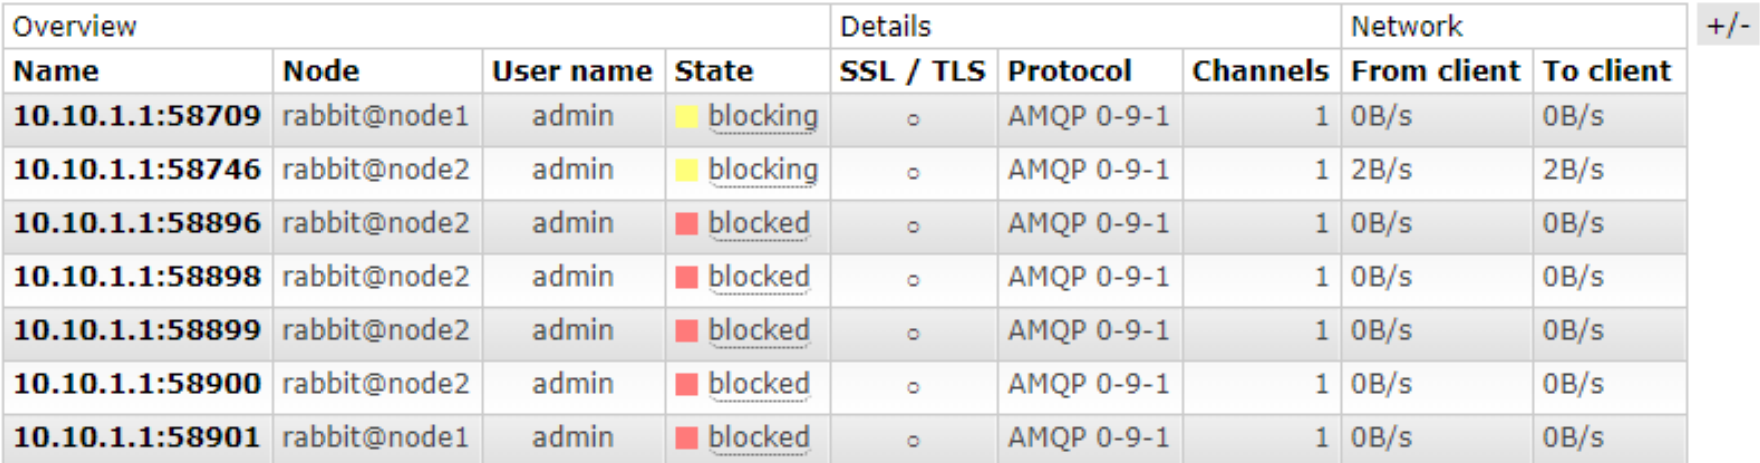 Overview Details Network +/-
Name Node User name State SSL / TLS Protocol Channels From client To client
10.10.1.1:58709 rabbit@node1 admin blocking ○ AMQP 0-9-1 1 0B/s 0B/s
10.10.1.1:58746 rabbit@node2 admin blocking ○ AMQP 0-9-1 1 2B/s 2B/s
10.10.1.1:58896 rabbit@node2 admin blocked ○ AMQP 0-9-1 1 0B/s 0B/s
10.10.1.1:58898 rabbit@node2 admin blocked ○ AMQP 0-9-1 1 0B/s 0B/s
10.10.1.1:58899 rabbit@node2 admin blocked ○ AMQP 0-9-1 1 0B/s 0B/s
10.10.1.1:58900 rabbit@node2 admin blocked ○ AMQP 0-9-1 1 0B/s 0B/s
10.10.1.1:58901 rabbit@node1 admin blocked ○ AMQP 0-9-1 1 0B/s 0B/s